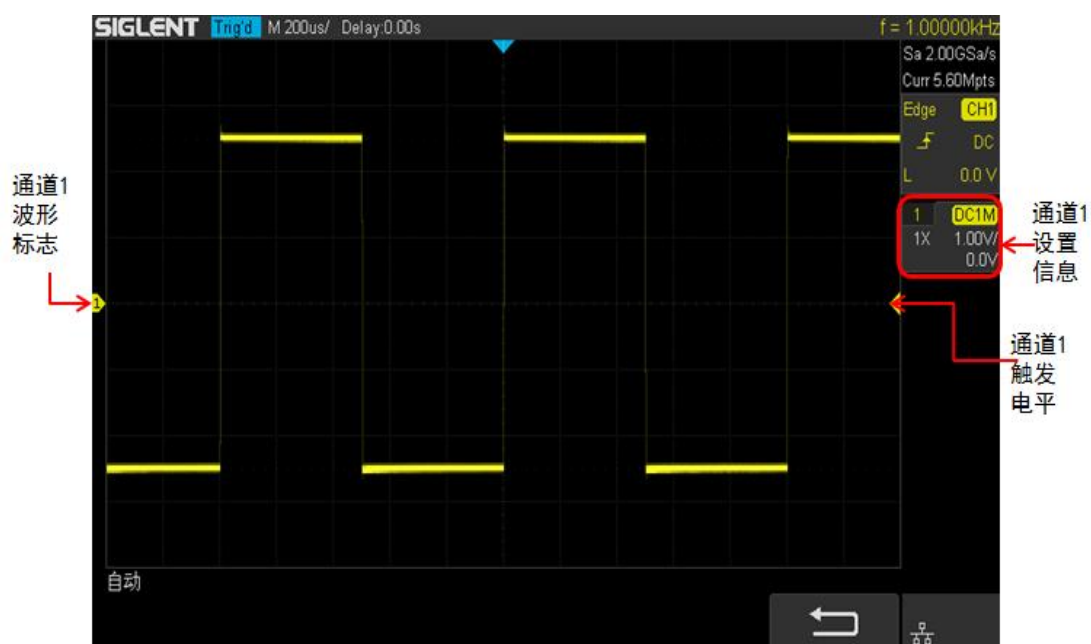 SIGLENT Trig'd M 200us/ Delay:0.00s f = 1.00000kHz
Sa 2.00GSa/s
Curr 5.60Mpts
Edge CH1
DC
L 0.0 V
1 DC1M
1X 1.00V/
0.0V
通道1
波形
标志
1
通道1
设置
信息
通道1
触发
电平
自动